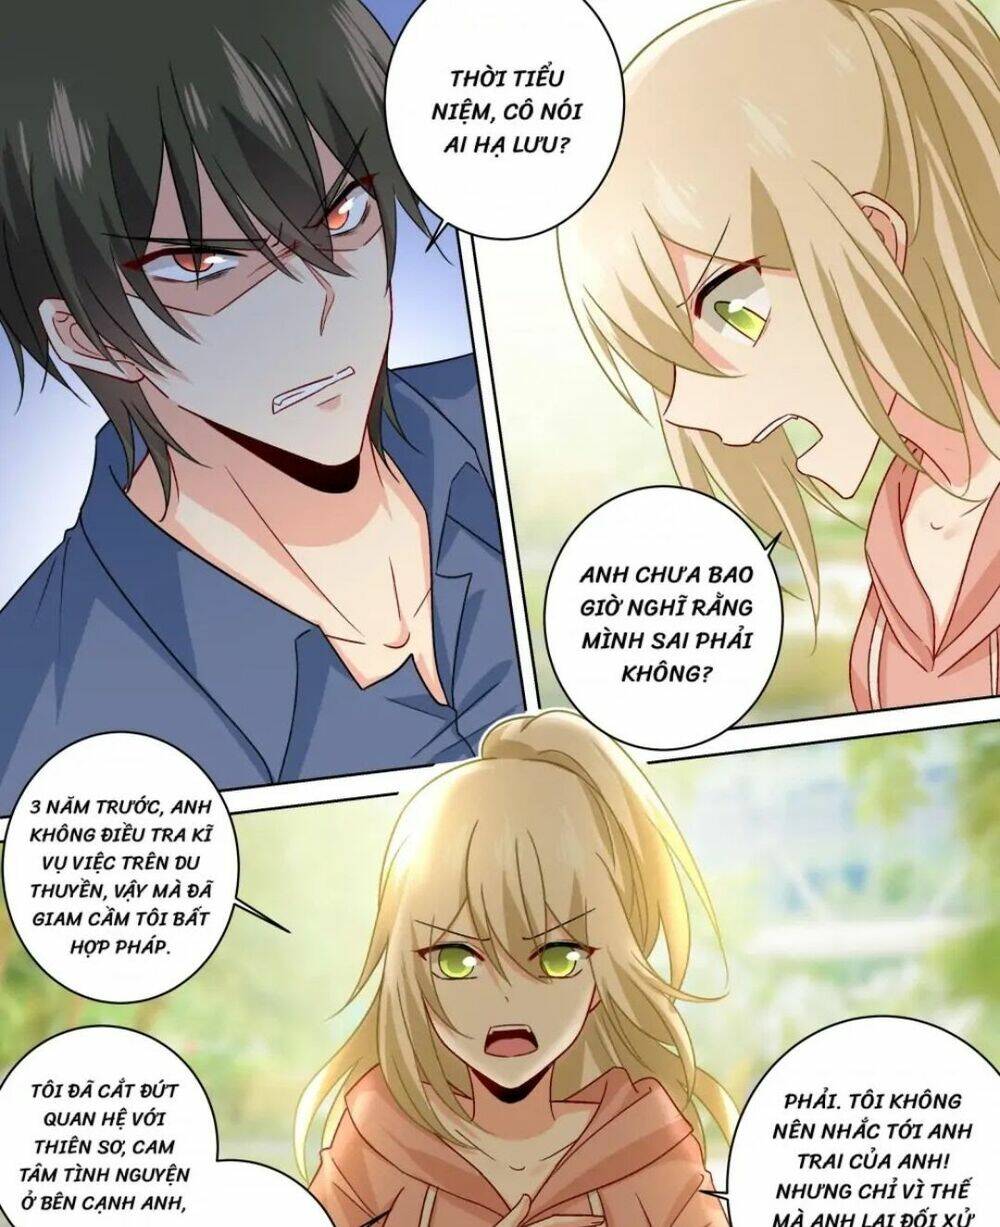 THỜI TIỂU
NIỆM, CÔ NÓI
AI HẠ LƯU?
ANH CHƯA BAO
GIỜ NGHĨ RẰNG
MÌNH SAI PHẢI
KHÔNG?
3 NĂM TRƯỚC, ANH
KHÔNG ĐIỀU TRA KĨ
VỤ VIỆC TRÊN DU
THUYỀN, VẬY MÀ ĐÃ
GIAM CẦM TÔI BẤT
HỢP PHÁP.
TÔI ĐÃ CẮT ĐỨT
QUAN HỆ VỚI
THIÊN SƠ, CAM
TÂM TÌNH NGUYỆN
Ở BÊN CẠNH ANH,
PHẢI. TÔI KHÔNG
NÊN NHẮC TỚI ANH
TRAI CỦA ANH!
NHƯNG CHỈ VÌ THẾ
MÀ ANH LẠI ĐỐI XỬ